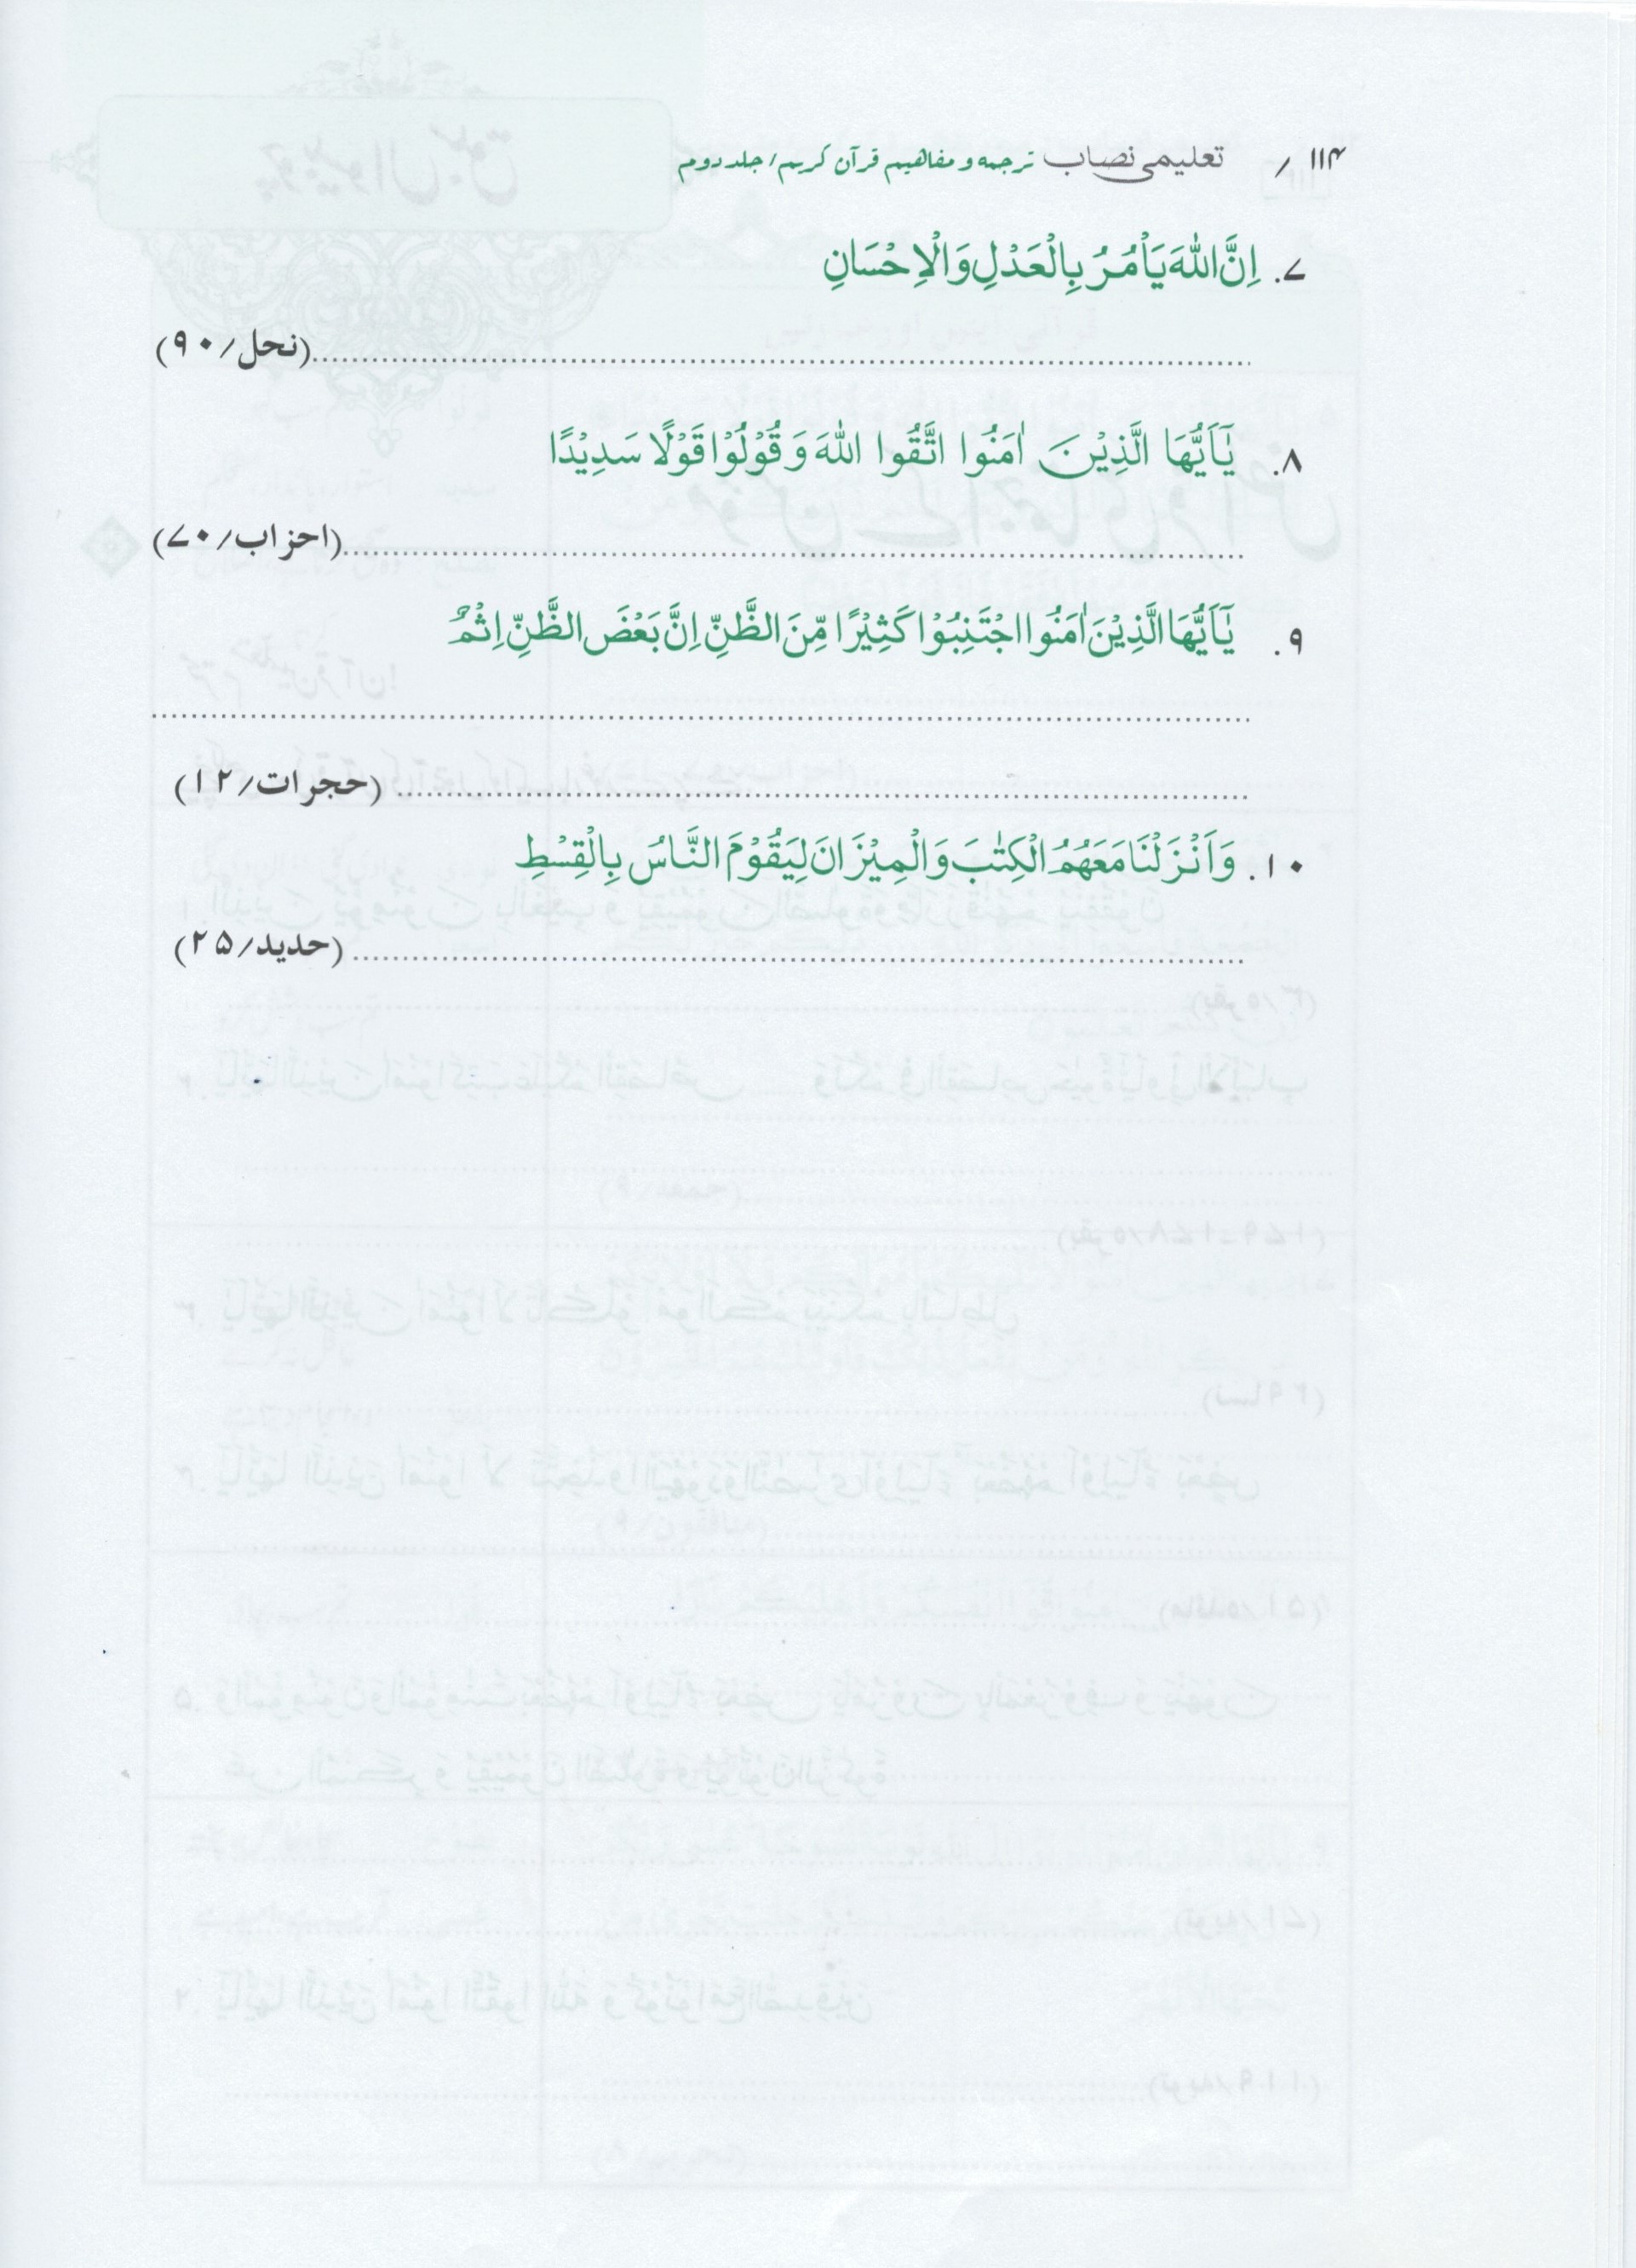 ۱۱۴ / تعلیمی نصاب ترجمه و مفاهیم قرآن کریم/ جلد دوم
۷. اِنَّ اللّٰهَ یَاْمُرُ بِالْعَدْلِ وَالْاِحْسَانِ
..........(نحل/۹۰)
۸. یٰۤاَیُّهَا الَّذِیْنَ اٰمَنُوا اتَّقُوا اللّٰهَ وَ قُوْلُوْا قَوْلًا سَدِیْدًا
..........(احزاب/۷۰)
۹. یٰۤاَیُّهَا الَّذِیْنَ اٰمَنُوا اجْتَنِبُوْا كَثِیْرًا مِّنَ الظَّنِّ اِنَّ بَعْضَ الظَّنِّ اِثْمٌ
..........
.......... (حجرات/۱۲)
۱۰. وَاَنْزَلْنَا مَعَهُمُ الْكِتٰبَ وَالْمِیْزَانَ لِیَقُوْمَ النَّاسُ بِالْقِسْطِ
.......... (حدید/۲۵)